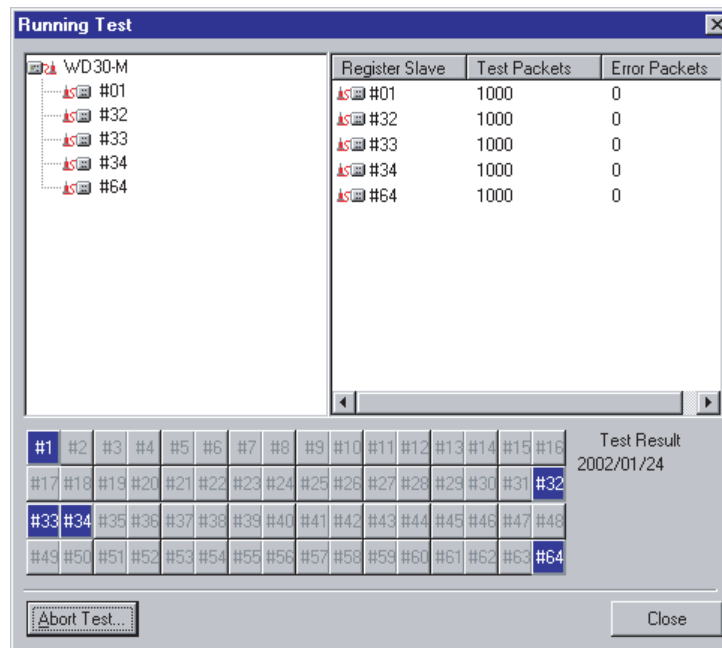 Running Test
WD30-M
#01
#32
#33
#34
#64
Register Slave Test Packets Error Packets
#01 1000 0
#32 1000 0
#33 1000 0
#34 1000 0
#64 1000 0
#1 #2 #3 #4 #5 #6 #7 #8 #9 #10 #11 #12 #13 #14 #15 #16
#17 #18 #19 #20 #21 #22 #23 #24 #25 #26 #27 #28 #29 #30 #31 #32
#33 #34 #35 #36 #37 #38 #39 #40 #41 #42 #43 #44 #45 #46 #47 #48
#49 #50 #51 #52 #53 #54 #55 #56 #57 #58 #59 #60 #61 #62 #63 #64
Test Result
2002/01/24
Abort Test... Close